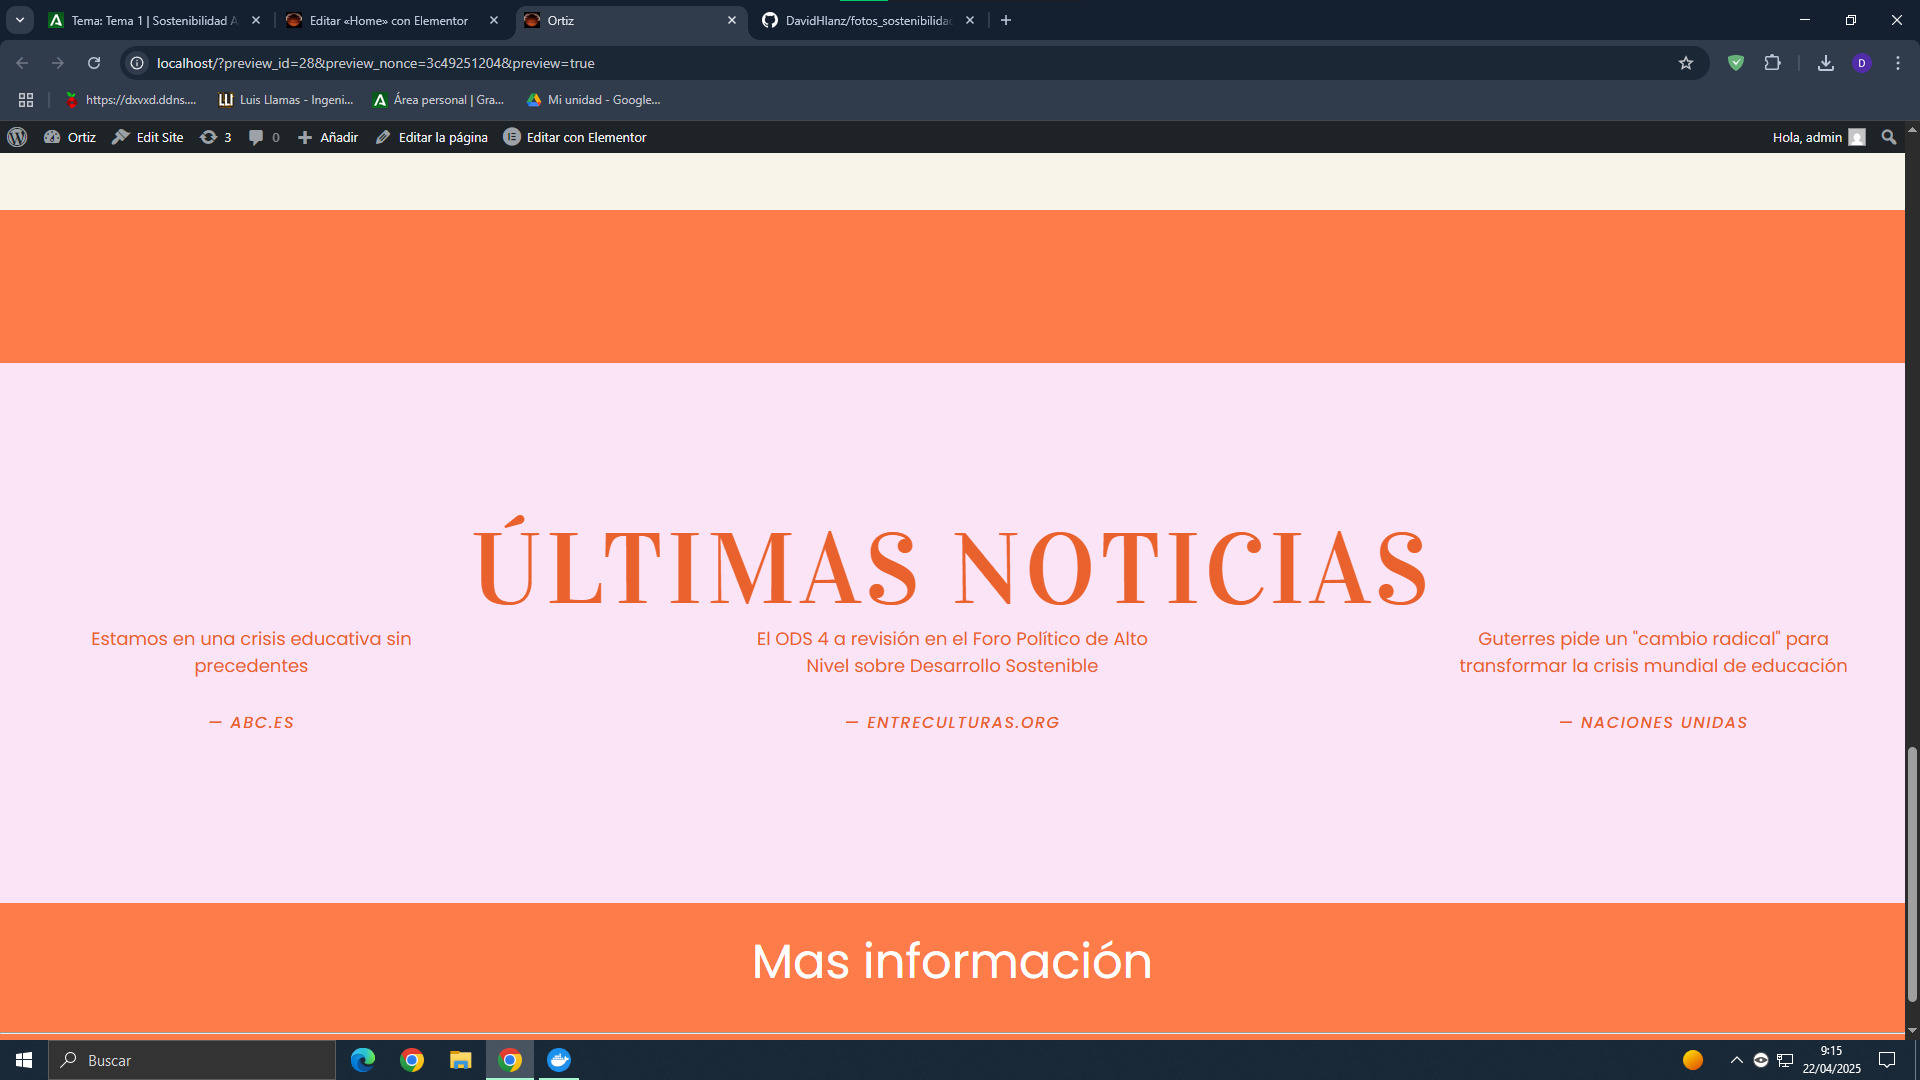 Tema: Tema 1 | Sostenibilidad A
Editar «Home» con Elementor
Ortiz
DavidHlanz/fotos_sostenibilidad
localhost/?preview_id=28&preview_nonce=3c49251204&preview=true
D
https://dxvxd.ddns....
Luis Llamas - Ingeni...
Área personal | Gra...
Mi unidad - Google...
Ortiz
Edit Site
3
0
Añadir
Editar la página
Editar con Elementor
Hola, admin
ÚLTIMAS NOTICIAS
Estamos en una crisis educativa sin
precedentes
— ABC.ES
El ODS 4 a revisión en el Foro Político de Alto
Nivel sobre Desarrollo Sostenible
— ENTRECULTURAS.ORG
Guterres pide un "cambio radical" para
transformar la crisis mundial de educación
— NACIONES UNIDAS
Mas información
Buscar
9:15
22/04/2025